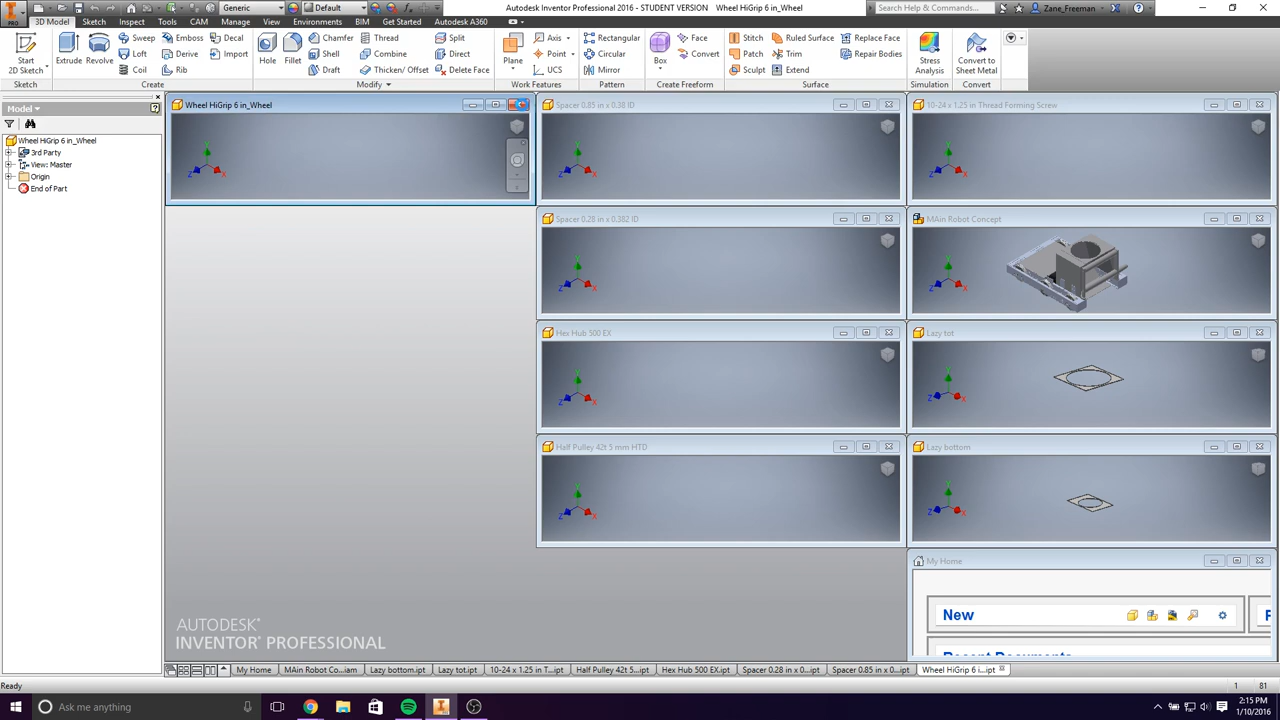 PRO
Generic
Default
Autodesk Inventor Professional 2016 - STUDENT VERSION Wheel HiGrip 6 in_Wheel
Search Help & Commands...
Zane_Freeman
3D Model Sketch Inspect Tools CAM Manage View Environments BIM Get Started Autodesk A360
Start
2D Sketch
Extrude
Revolve
Sweep
Emboss
Decal
Loft
Derive
Import
Coil
Rib
Hole
Fillet
Chamfer
Thread
Split
Shell
Combine
Direct
Draft
Thicken/ Offset
Delete Face
Plane
Axis
Point
UCS
Rectangular
Circular
Mirror
Box
Face
Convert
Stitch
Ruled Surface
Replace Face
Patch
Trim
Repair Bodies
Sculpt
Extend
Stress
Analysis
Convert to
Sheet Metal
Sketch Create Modify Work Features Pattern Create Freeform Surface Simulation Convert
Model
Wheel HiGrip 6 in_Wheel
3rd Party
View: Master
Origin
End of Part
Wheel HiGrip 6 in_Wheel
Spacer 0.85 in x 0.38 ID
10-24 x 1.25 in Thread Forming Screw
Spacer 0.28 in x 0.382 ID
MAin Robot Concept
Hex Hub 500 EX
Lazy tot
Half Pulley 42t 5 mm HTD
Lazy bottom
My Home
New
Recent Documents
AUTODESK®
INVENTOR® PROFESSIONAL
My Home MAin Robot Co...iam Lazy bottom.ipt Lazy tot.ipt 10-24 x 1.25 in T...ipt Half Pulley 42t 5...ipt Hex Hub 500 EX.ipt Spacer 0.28 in x 0...ipt Spacer 0.85 in x 0...ipt Wheel HiGrip 6 i...ipt
Ready
1 81
Ask me anything
2:15 PM
1/10/2016